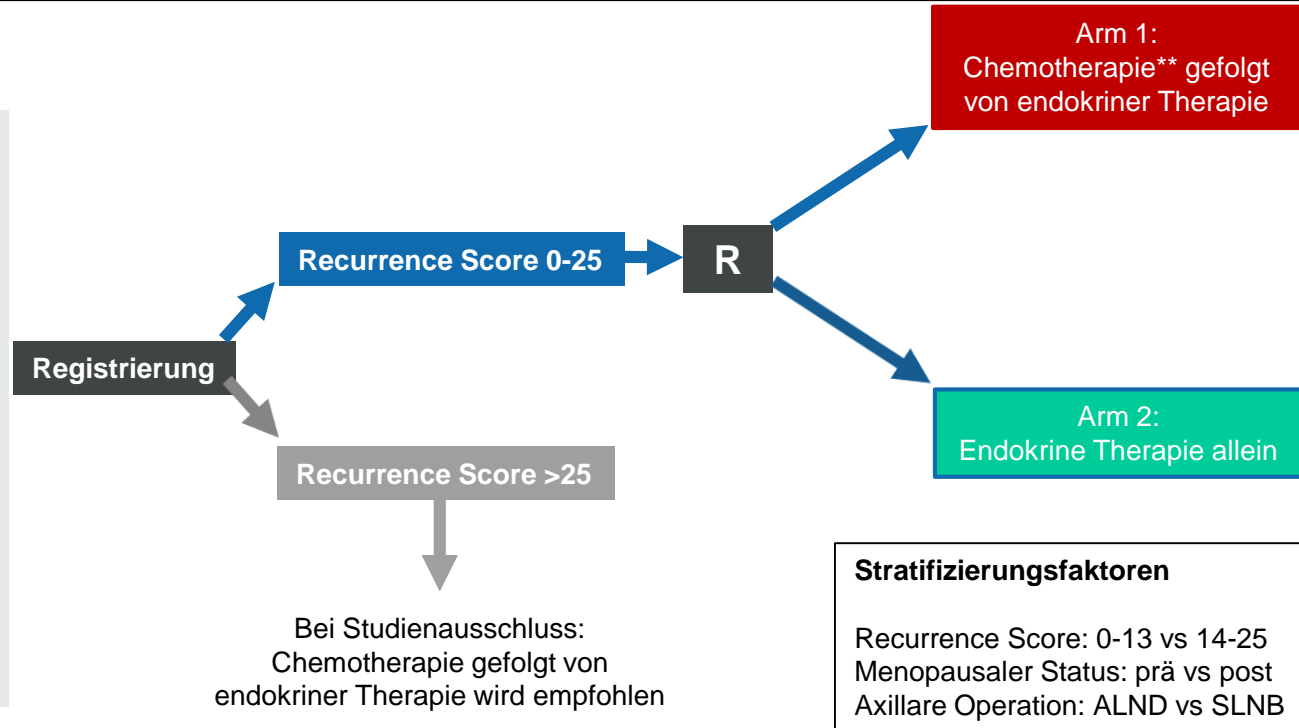 Arm 1:
Chemotherapie** gefolgt
von endokriner Therapie
Recurrence Score 0-25
R
Registrierung
Arm 2:
Endokrine Therapie allein
Recurrence Score >25
Bei Studienausschluss:
Chemotherapie gefolgt von
endokriner Therapie wird empfohlen
Stratifizierungsfaktoren
Recurrence Score: 0-13 vs 14-25
Menopausaler Status: prä vs post
Axillare Operation: ALND vs SLNB